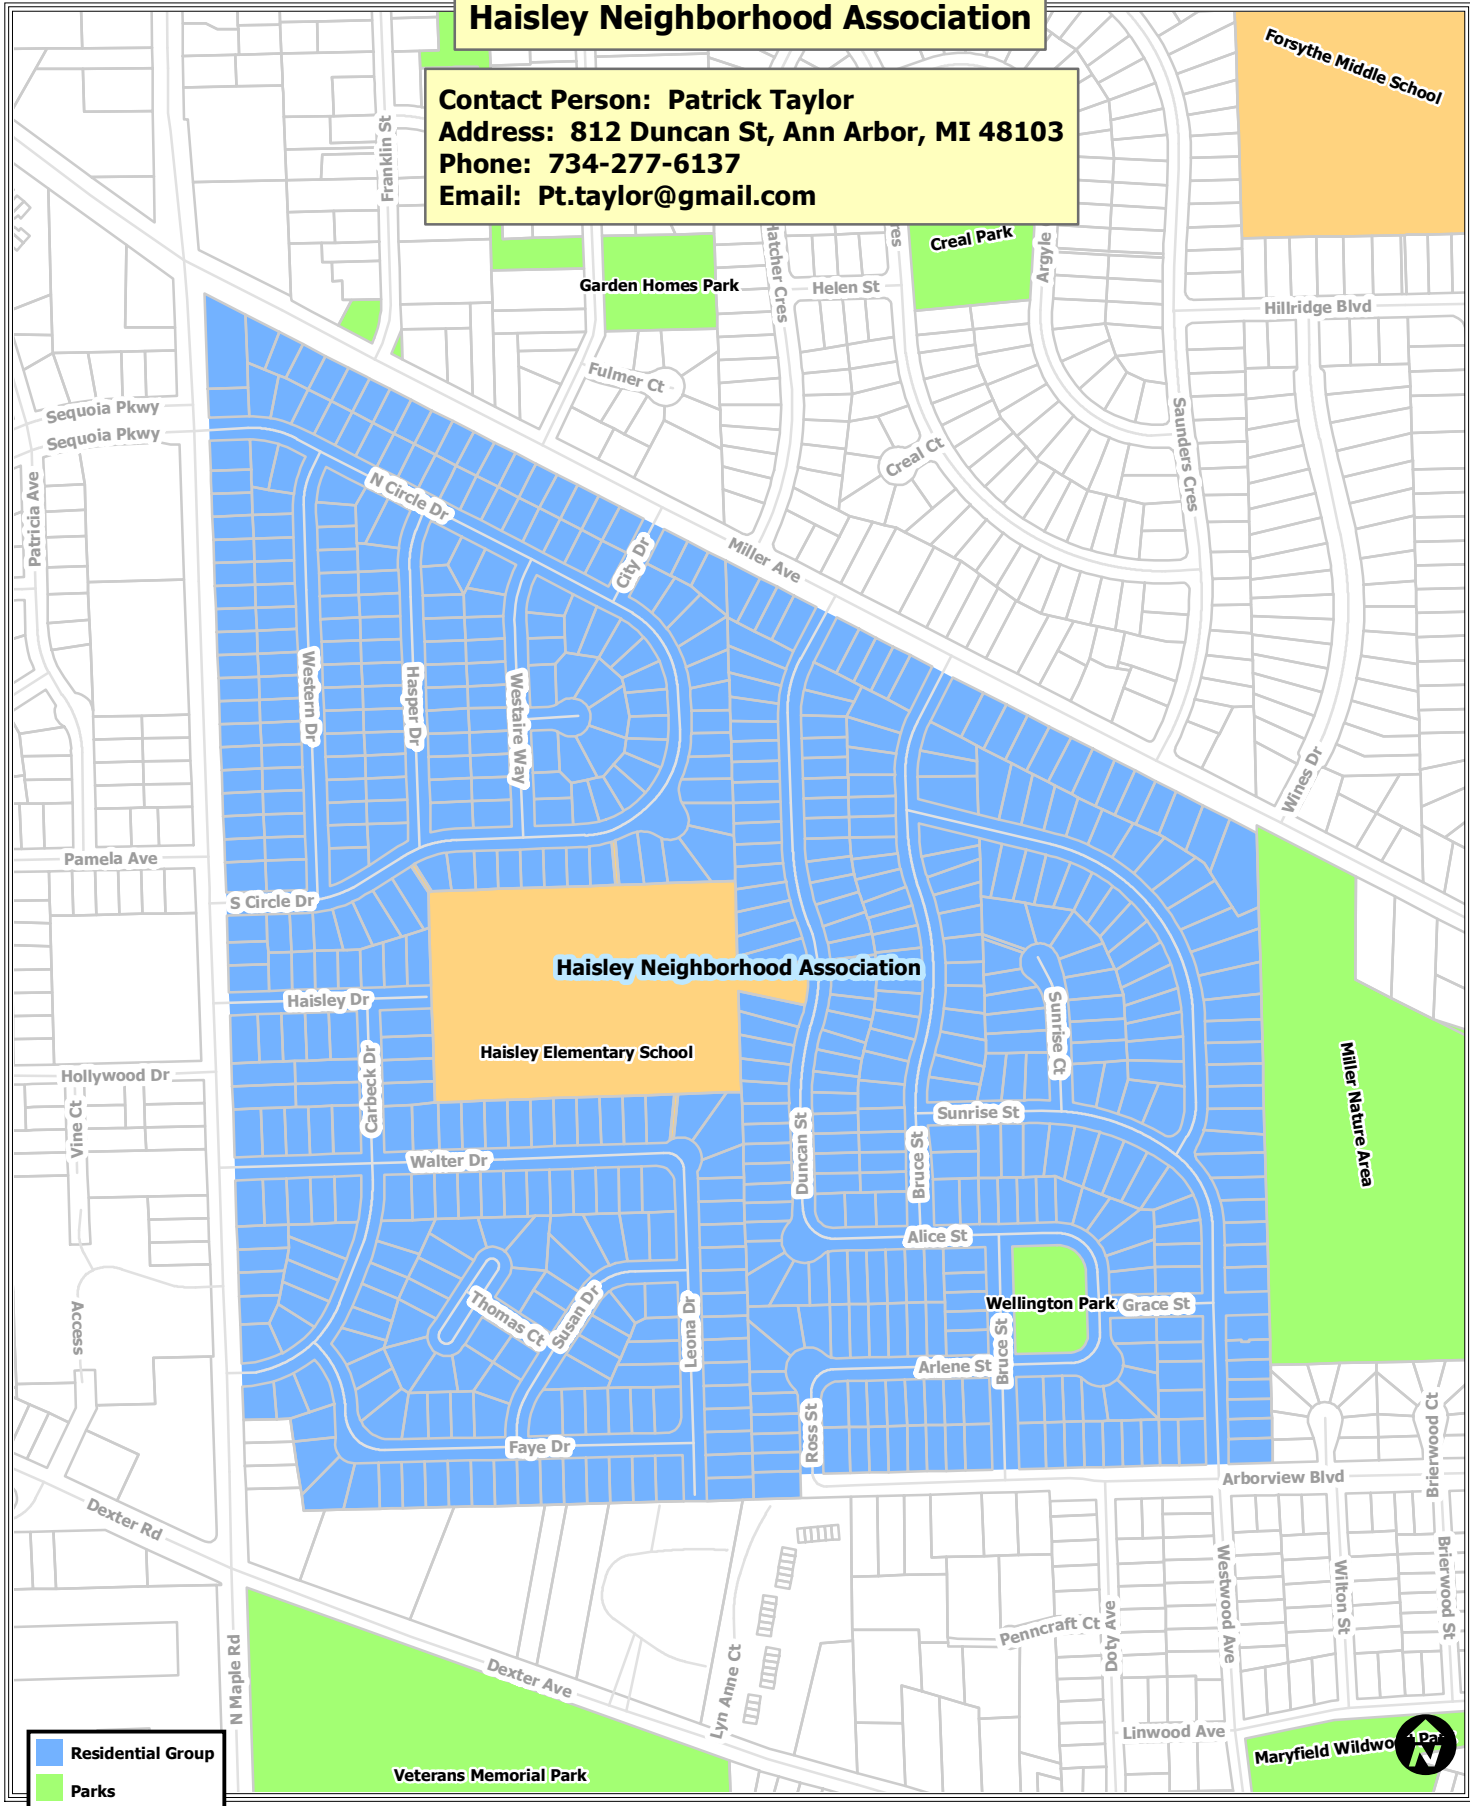 Haisley Neighborhood Association
Contact Person: Patrick Taylor
Address: 812 Duncan St, Ann Arbor, MI 48103
Phone: 734-277-6137
Email: Pt.taylor@gmail.com
Forsythe Middle School
Franklin St
Creal Park
Argyle
Hatcher Cres
Garden Homes Park
Helen St
Hillridge Blvd
Fulmer Ct
Sequoia Pkwy
Sequoia Pkwy
Creal Ct
Saunders Cres
Patricia Ave
N Circle Dr
City Dr
Miller Ave
Western Dr
Hasper Dr
Westaire Way
Wines Dr
Pamela Ave
S Circle Dr
Haisley Neighborhood Association
Haisley Dr
Sunrise Ct
Haisley Elementary School
Carbeck Dr
Hollywood Dr
Vine Ct
Miller Nature Area
Sunrise St
Duncan St
Bruce St
Walter Dr
Alice St
Access
Thomas Ct
Susan Dr
Leona Dr
Wellington Park
Grace St
Bruce St
Arlene St
Ross St
Faye Dr
Brierwood Ct
Arborview Blvd
Dexter Rd
Westwood Ave
Wilton St
Brierwood St
Penncraft Ct
Doty Ave
N Maple Rd
Dexter Ave
Lyn Anne Ct
Linwood Ave
Maryfield Wildwo
N
Veterans Memorial Park
Residential Group
Parks